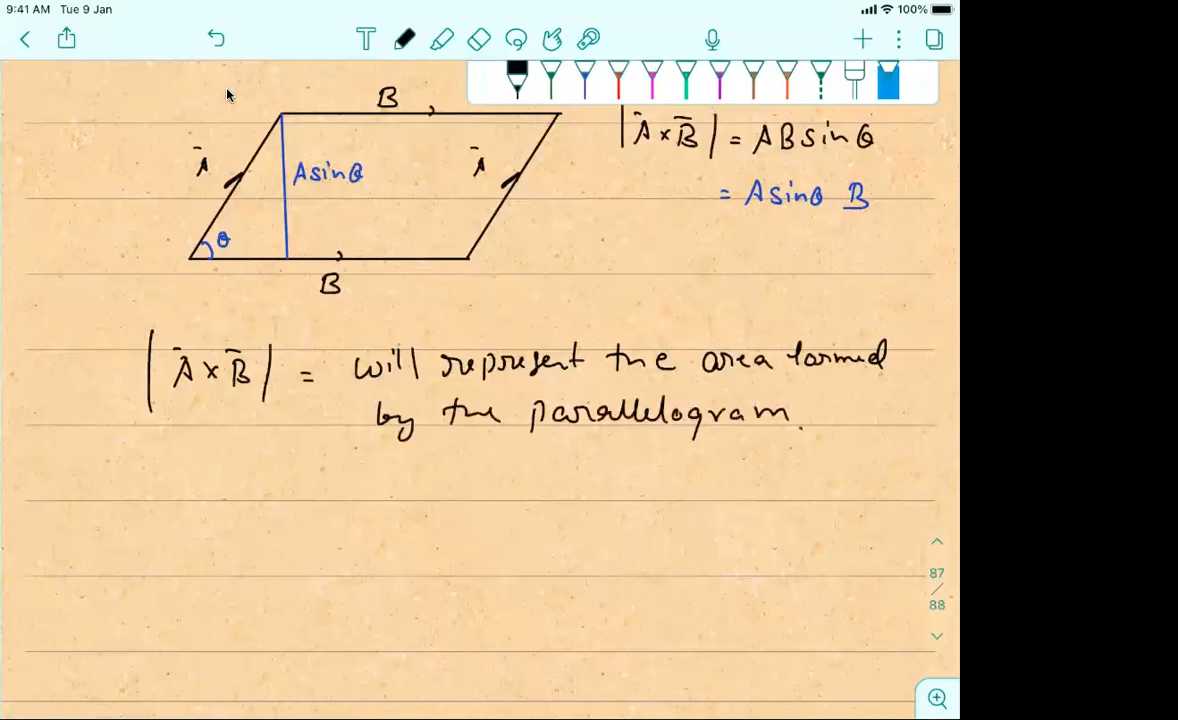 9:41 AM Tue 9 Jan 100%
T
B
|A̅ × B̅| = AB sinθ
A̅ A sinθ A̅
= A sinθ B
θ
B
|A̅ × B̅| = will represent the area formed
by the parallelogram.
87
/
88